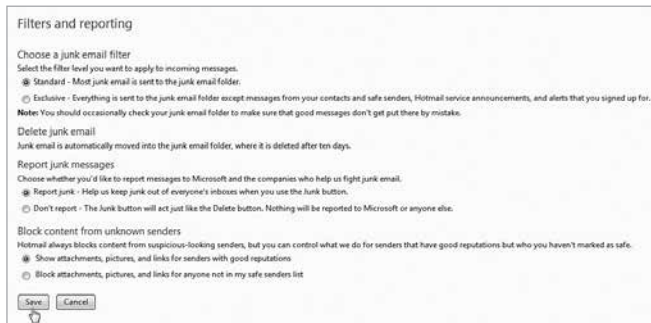 Filters and reporting
Choose a junk email filter
Select the filter level you want to apply to incoming messages.
Standard - Most junk email is sent to the junk email folder.
Exclusive - Everything is sent to the junk email folder except messages from your contacts and safe senders, Hotmail service announcements, and alerts that you signed up for.
Note: You should occasionally check your junk email folder to make sure that good messages don't get put there by mistake.
Delete junk email
Junk email is automatically moved into the junk email folder, where it is deleted after ten days.
Report junk messages
Choose whether you'd like to report messages to Microsoft and the companies who help us fight junk email.
Report junk - Help us keep junk out of everyone's inboxes when you use the Junk button.
Don't report - The Junk button will act just like the Delete button. Nothing will be reported to Microsoft or anyone else.
Block content from unknown senders
Hotmail always blocks content from suspicious-looking senders, but you can control what we do for senders that have good reputations but who you haven't marked as safe.
Show attachments, pictures, and links for senders with good reputations
Block attachments, pictures, and links for anyone not in my safe senders list
Save Cancel